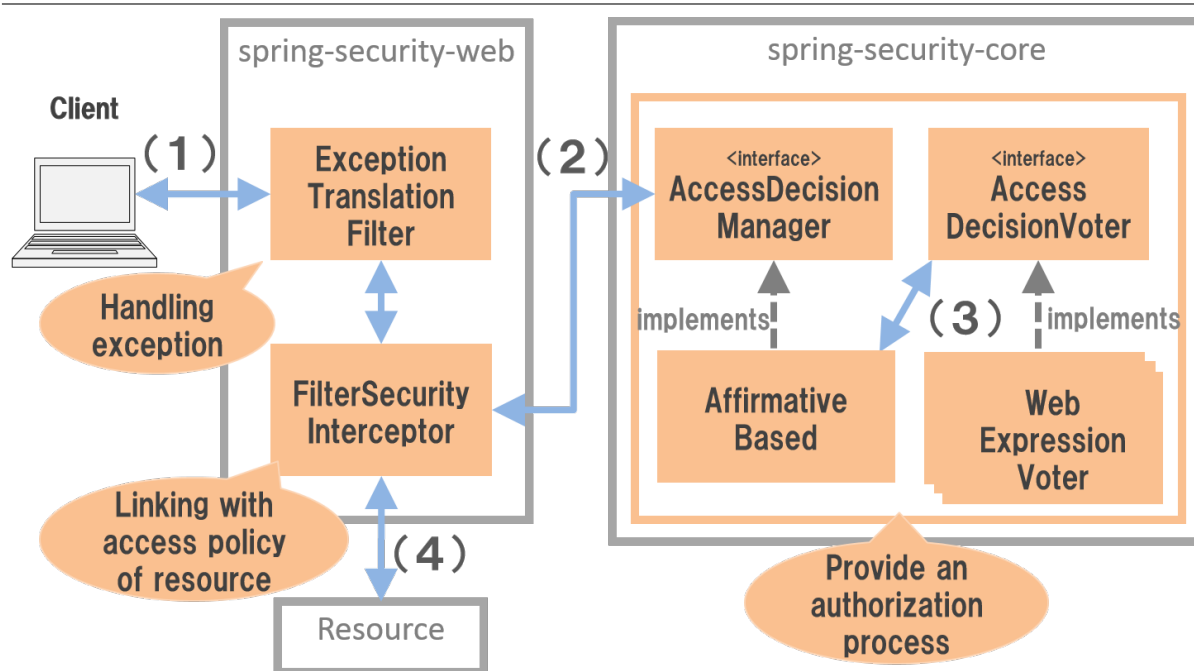 spring-security-web
spring-security-core
Client
(1)
Exception
Translation
Filter
(2)
<interface>
AccessDecision
Manager
<interface>
Access
DecisionVoter
Handling
exception
implements
(3)
implements
FilterSecurity
Interceptor
Affirmative
Based
Web
Expression
Voter
Linking with
access policy
of resource
(4)
Provide an
authorization
process
Resource